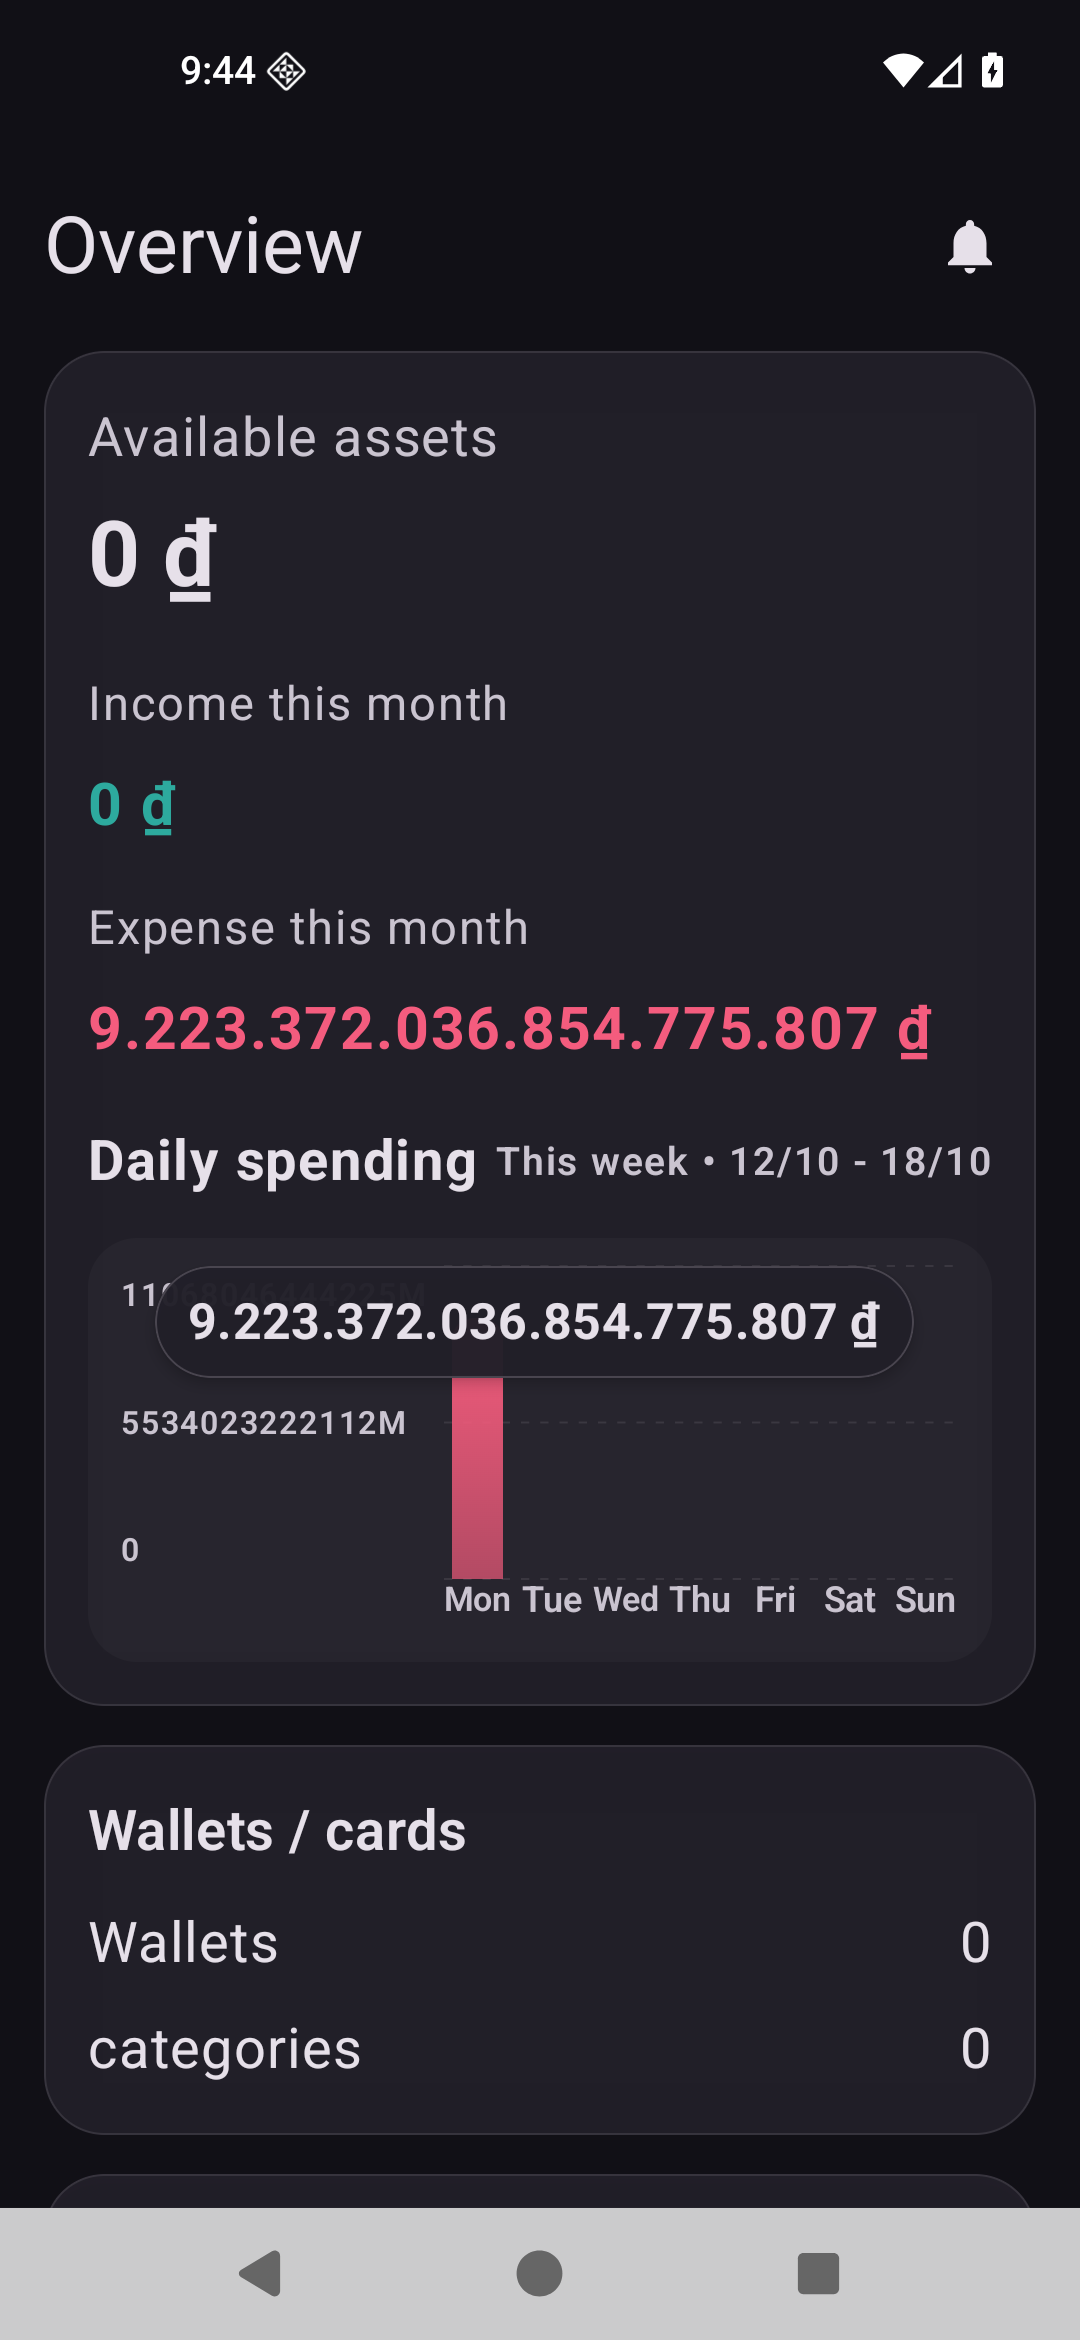 9:44
Overview
Available assets
0 ₫
Income this month
0 ₫
Expense this month
9.223.372.036.854.775.807 ₫
Daily spending This week • 12/10 - 18/10
11068046444225M
9.223.372.036.854.775.807 ₫
5534023222112M
0
Mon Tue Wed Thu Fri Sat Sun
Wallets / cards
Wallets 0
categories 0